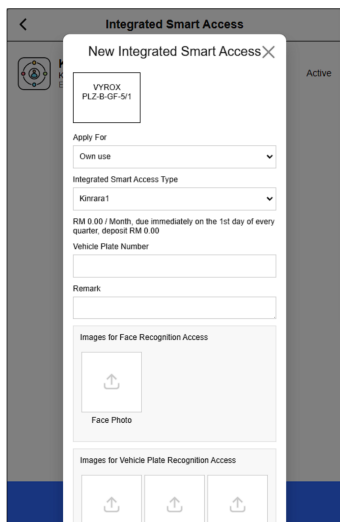 Integrated Smart Access
New Integrated Smart Access
K
K
E
Active
VYROX
PLZ-B-GF-5/1
Apply For
Own use
Integrated Smart Access Type
Kinrara1
RM 0.00 / Month, due immediately on the 1st day of every
quarter, deposit RM 0.00
Vehicle Plate Number
Remark
Images for Face Recognition Access
Face Photo
Images for Vehicle Plate Recognition Access